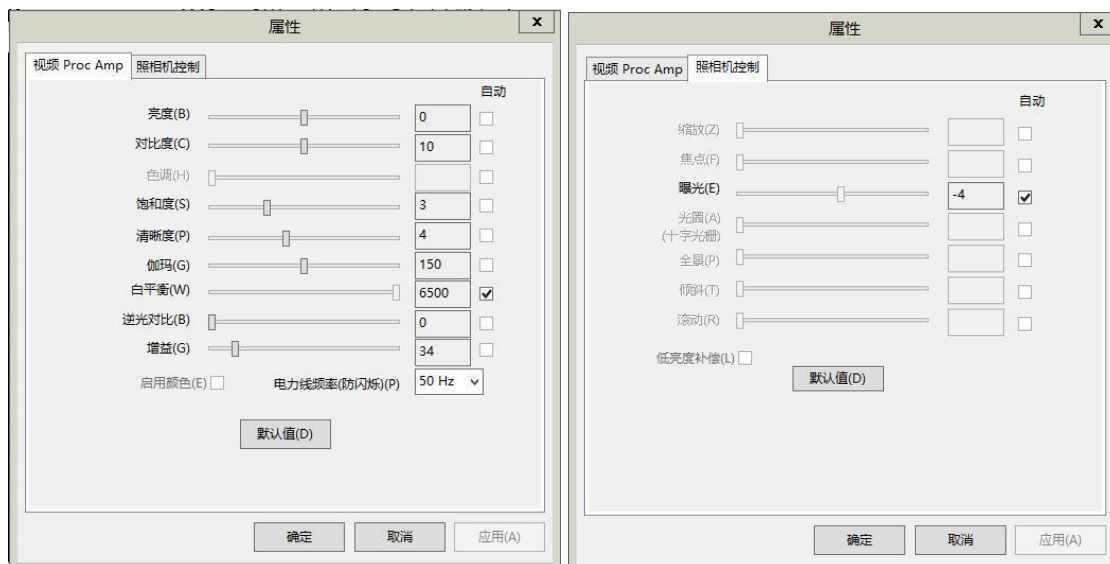 属性
x
视频 Proc Amp
照相机控制
自动
亮度(B)
0
对比度(C)
10
色调(H)
饱和度(S)
3
清晰度(P)
4
伽玛(G)
150
白平衡(W)
6500
逆光对比(B)
0
增益(G)
34
启用颜色(E)
电力线频率(防闪烁)(P)
50 Hz
默认值(D)
确定
取消
应用(A)
属性
x
视频 Proc Amp
照相机控制
自动
缩放(Z)
焦点(F)
曝光(E)
-4
光圈(A)
(十字光栅)
全景(P)
倾斜(T)
滚动(R)
低亮度补偿(L)
默认值(D)
确定
取消
应用(A)